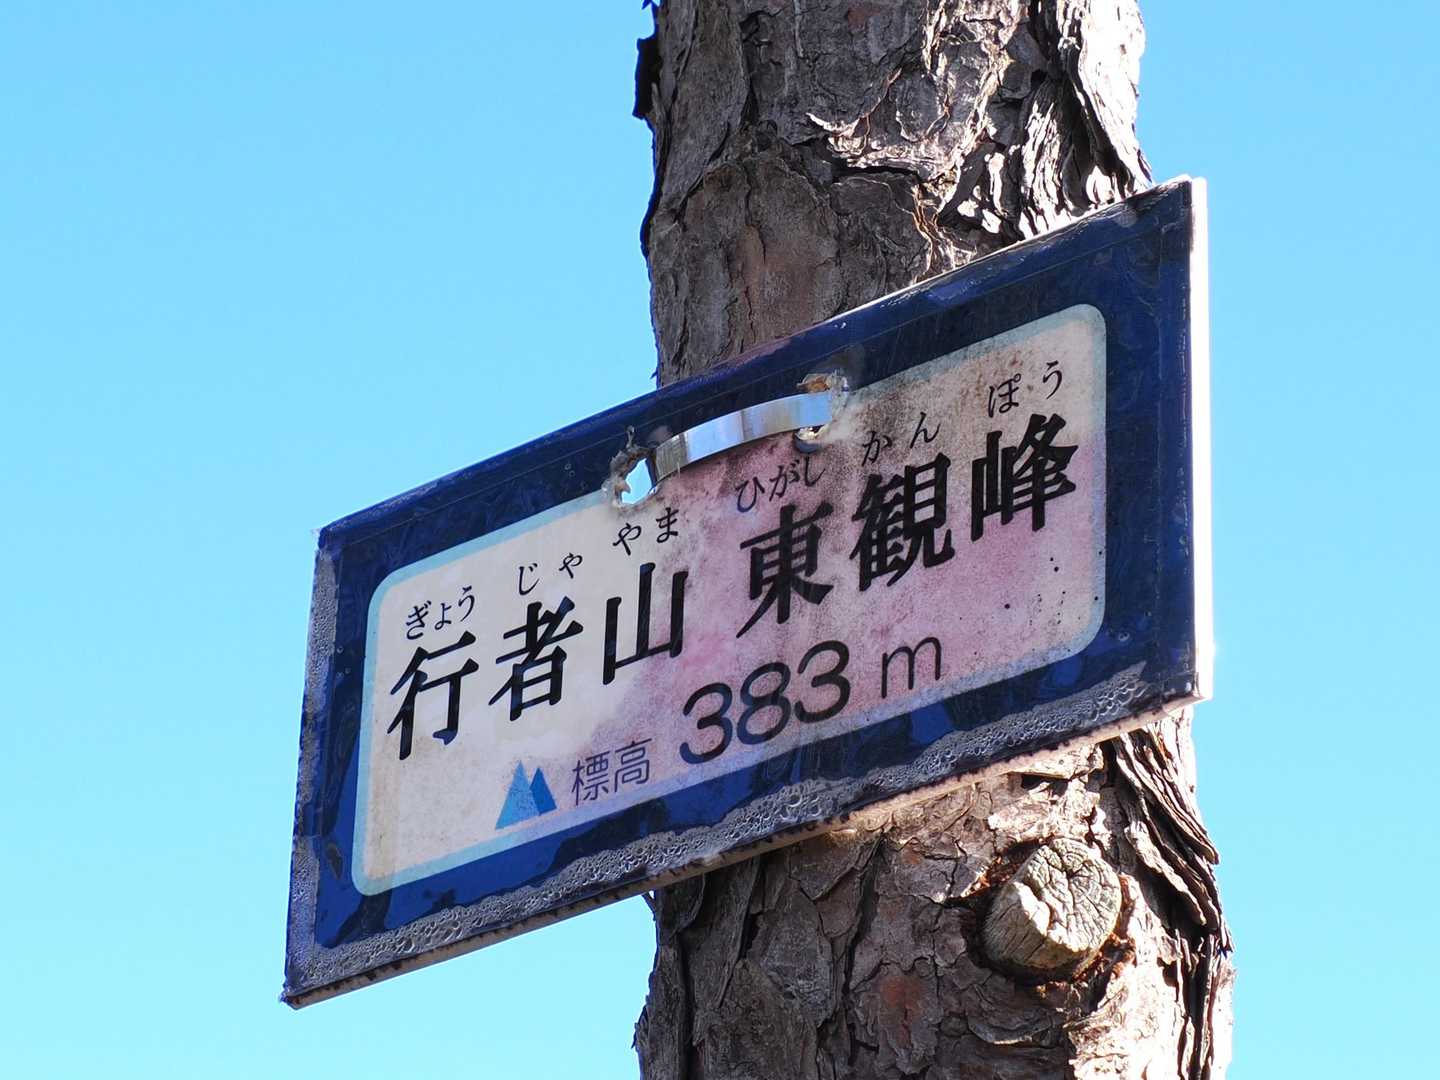 ぎょう じゃ やま ひがし かん ぽう
行者山 東観峰
標高 383 m